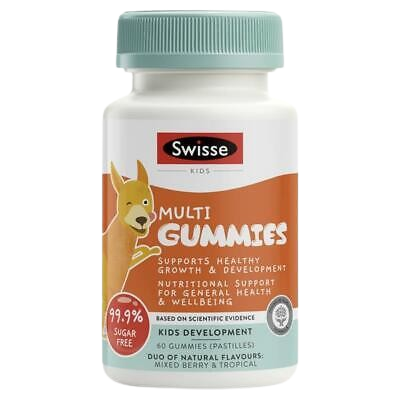 Swisse
KIDS
MULTI
GUMMIES
SUPPORTS HEALTHY
GROWTH & DEVELOPMENT
NUTRITIONAL SUPPORT
FOR GENERAL HEALTH
& WELLBEING
99.9%
SUGAR
FREE
BASED ON SCIENTIFIC EVIDENCE
KIDS DEVELOPMENT
60 GUMMIES (PASTILLES)
DUO OF NATURAL FLAVOURS:
MIXED BERRY & TROPICAL